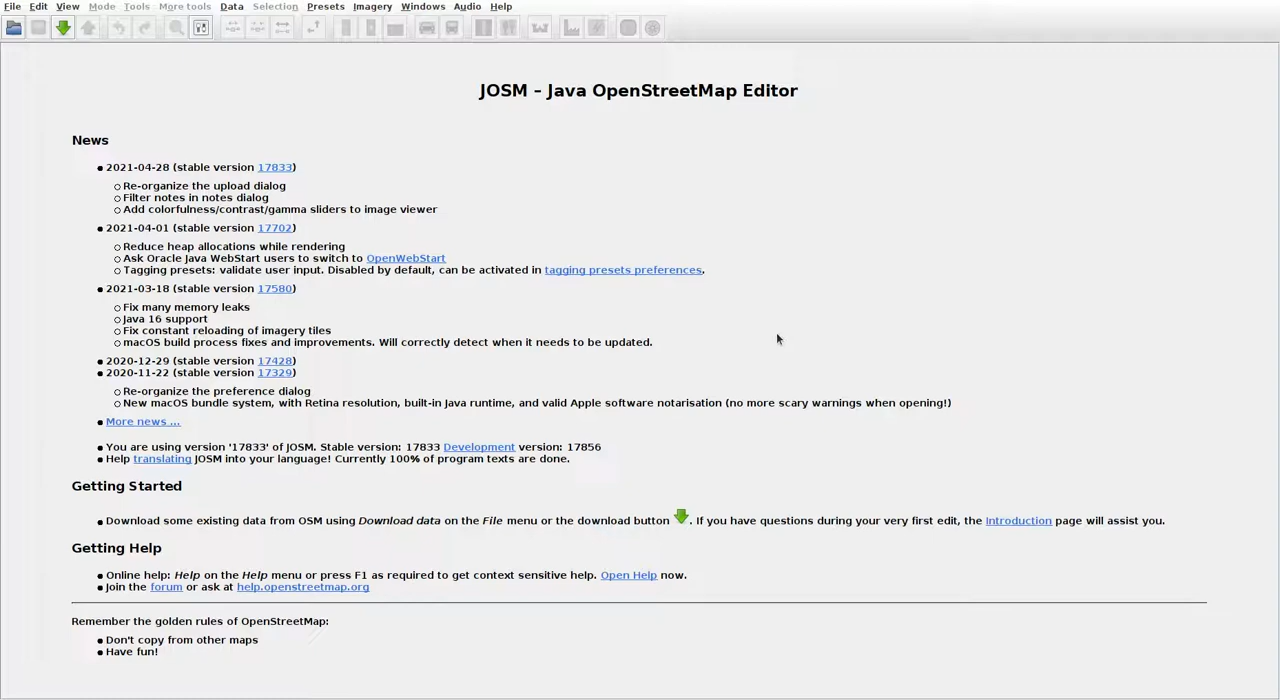 File Edit View Mode Tools More tools Data Selection Presets Imagery Windows Audio Help
JOSM – Java OpenStreetMap Editor
News
2021-04-28 (stable version 17833)
Re-organize the upload dialog
Filter notes in notes dialog
Add colorfulness/contrast/gamma sliders to image viewer
2021-04-01 (stable version 17702)
Reduce heap allocations while rendering
Ask Oracle Java WebStart users to switch to OpenWebStart
Tagging presets: validate user input. Disabled by default, can be activated in tagging presets preferences.
2021-03-18 (stable version 17580)
Fix many memory leaks
Java 16 support
Fix constant reloading of imagery tiles
macOS build process fixes and improvements. Will correctly detect when it needs to be updated.
2020-12-29 (stable version 17428)
2020-11-22 (stable version 17329)
Re-organize the preference dialog
New macOS bundle system, with Retina resolution, built-in Java runtime, and valid Apple software notarisation (no more scary warnings when opening!)
More news ...
You are using version '17833' of JOSM. Stable version: 17833 Development version: 17856
Help translating JOSM into your language! Currently 100% of program texts are done.
Getting Started
Download some existing data from OSM using Download data on the File menu or the download button . If you have questions during your very first edit, the Introduction page will assist you.
Getting Help
Online help: Help on the Help menu or press F1 as required to get context sensitive help. Open Help now.
Join the forum or ask at help.openstreetmap.org
Remember the golden rules of OpenStreetMap:
Don't copy from other maps
Have fun!